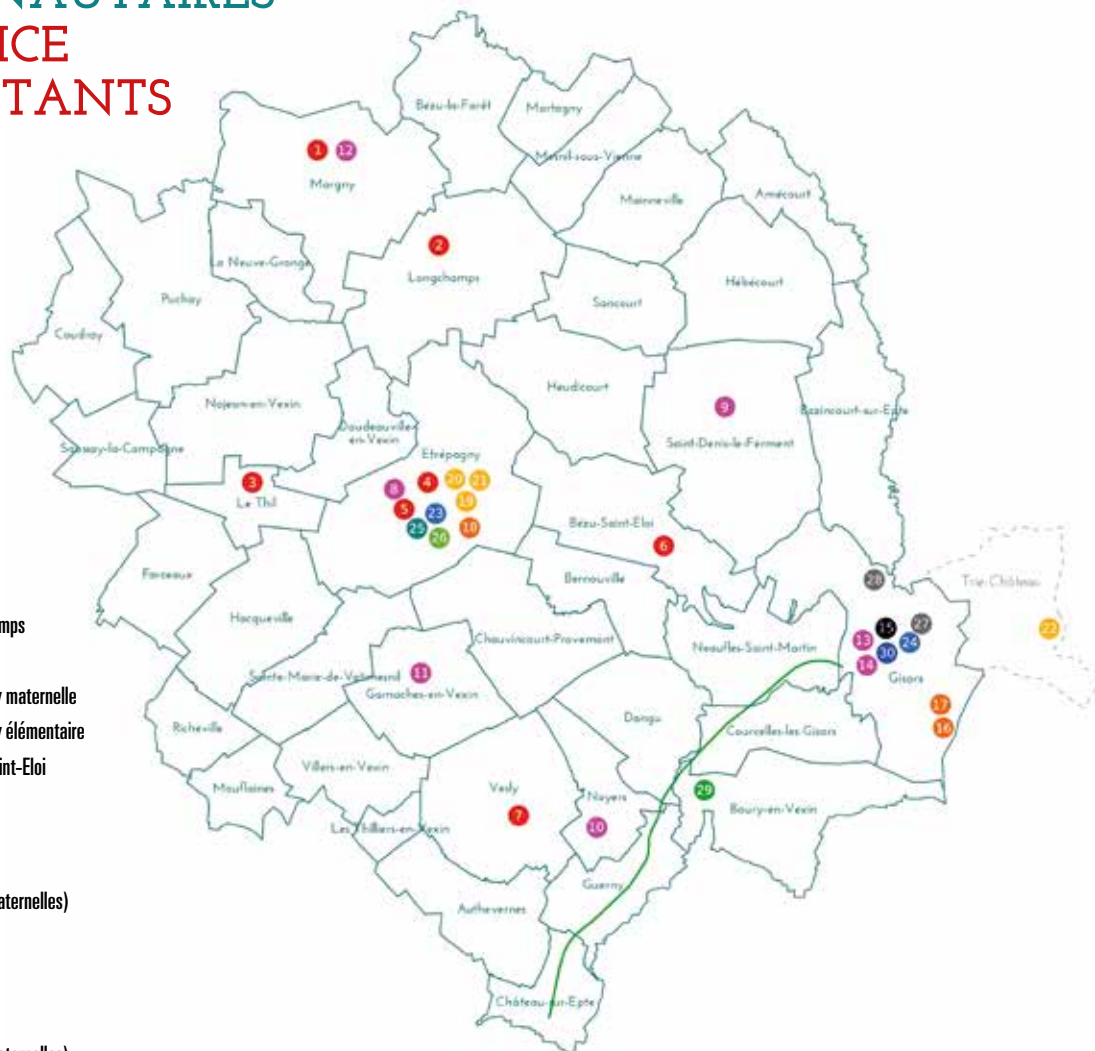 NAUTAIRES
ICE
TANTS
Bézu-la-Forêt
Martagny
Mesnil-sous-Vienne
1 12
Morgny
Mainneville
Amécourt
2
La Neuve-Grange
Longchamps
Hébécourt
Puchay
Sancourt
Coudray
Heudicourt
Nojeon-en-Vexin
9
Bazincourt-sur-Epte
Doudeauville-
en-Vexin
Saint-Denis-le-Ferment
Saussay-la-Campagne
Etrépagny
3
8 4 20 21
Le Thil
5 23 19
25 26 18
Bézu-Saint-Eloi
6
Farceaux
Bernouville
28
Trie-Château
Hacqueville
Chauvincourt-Provemont
15 27
22
13 24
Neaufles-Saint-Martin
14 30
Sainte-Marie-de-Vatimesnil
11
Gamaches-en-Vexin
Gisors
17
16
Richeville
Dangu
Courcelles-les-Gisors
Villers-en-Vexin
Mouflaines
Vesly
Noyers
29
Boury-en-Vexin
7
10
Les Thilliers-en-Vexin
Guerny
Authevernes
Château-sur-Epte
mps
y maternelle
y élémentaire
int-Eloi
aternelles)